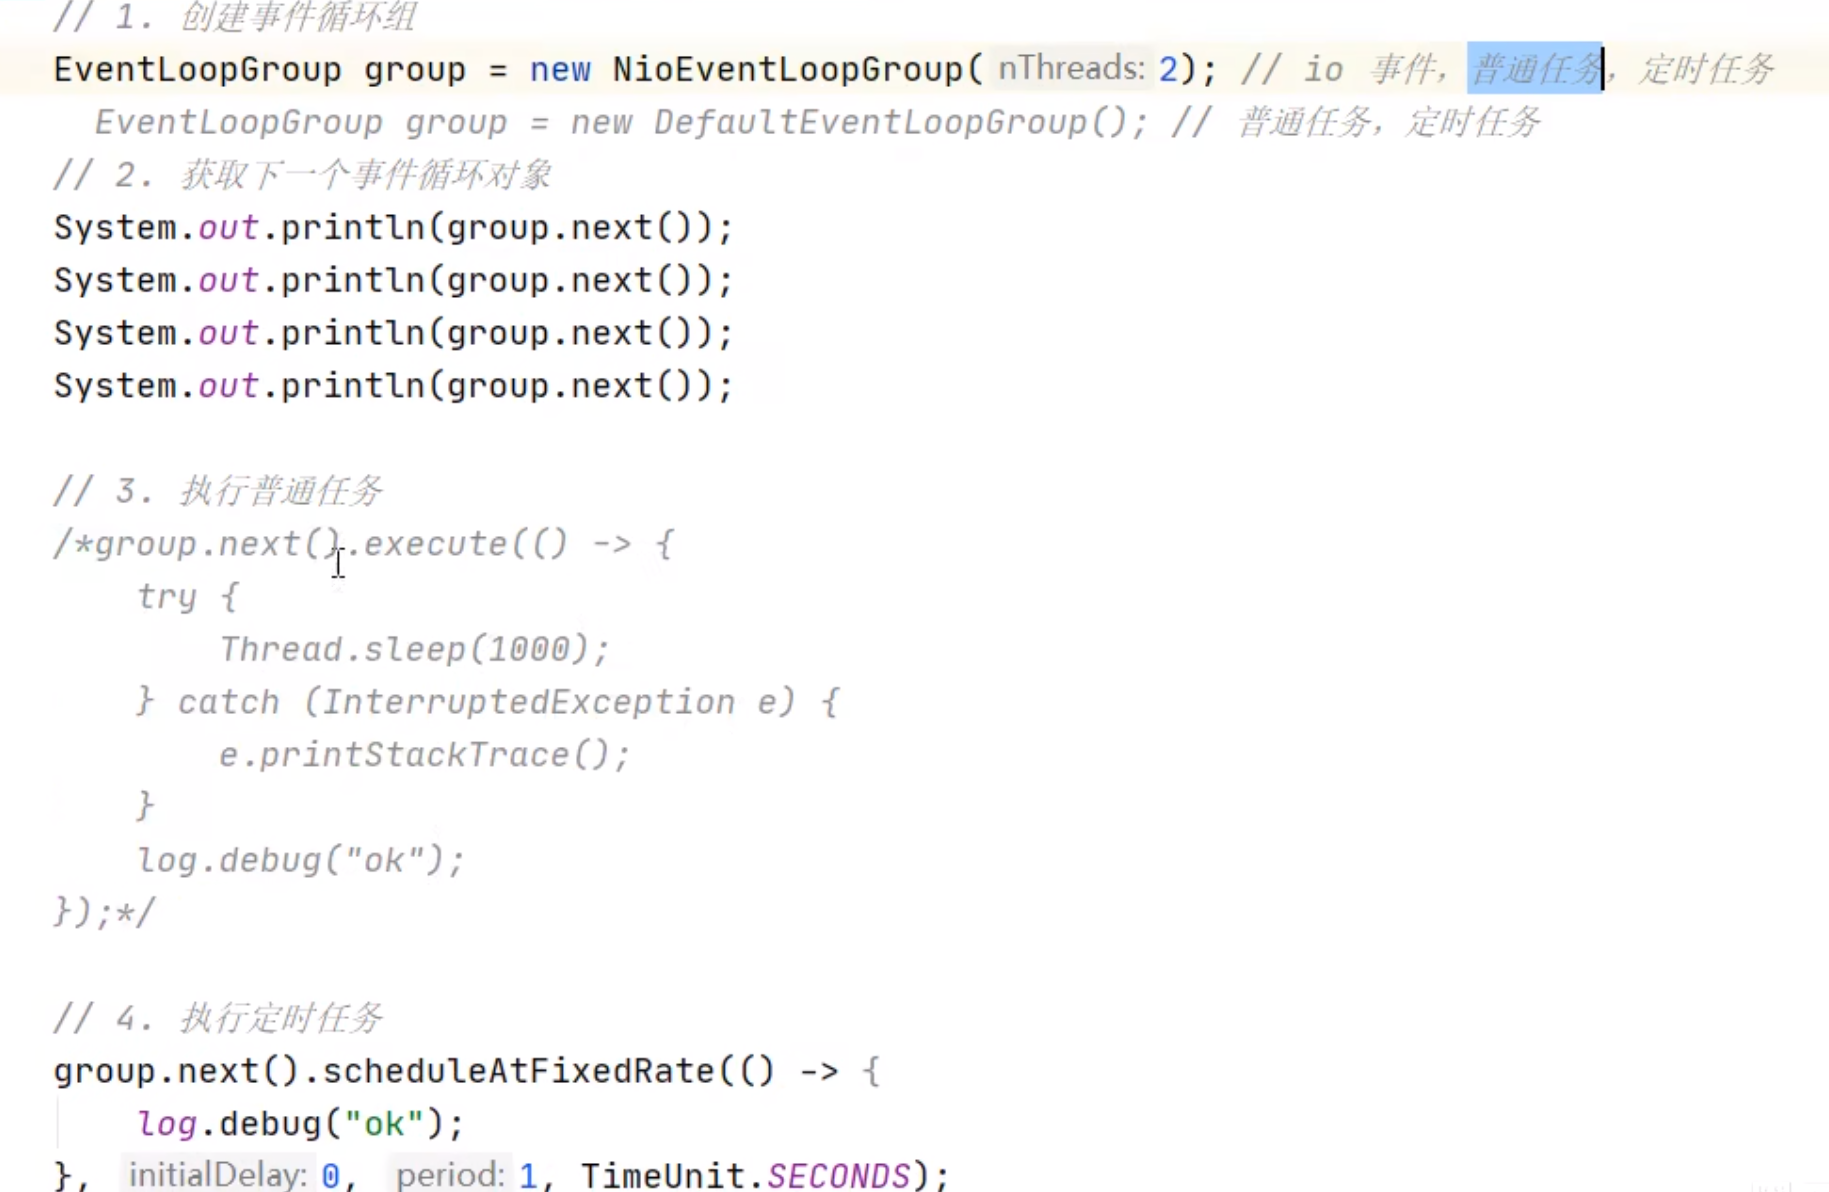 // 1. 创建事件循环组
EventLoopGroup group = new NioEventLoopGroup( nThreads: 2); // io 事件，普通任务，定时任务
EventLoopGroup group = new DefaultEventLoopGroup(); // 普通任务，定时任务
// 2. 获取下一个事件循环对象
System.out.println(group.next());
System.out.println(group.next());
System.out.println(group.next());
System.out.println(group.next());
// 3. 执行普通任务
/*group.next().execute(() -> {
try {
Thread.sleep(1000);
} catch (InterruptedException e) {
e.printStackTrace();
}
log.debug("ok");
});*/
// 4. 执行定时任务
group.next().scheduleAtFixedRate(() -> {
log.debug("ok");
}, initialDelay: 0, period: 1, TimeUnit.SECONDS);